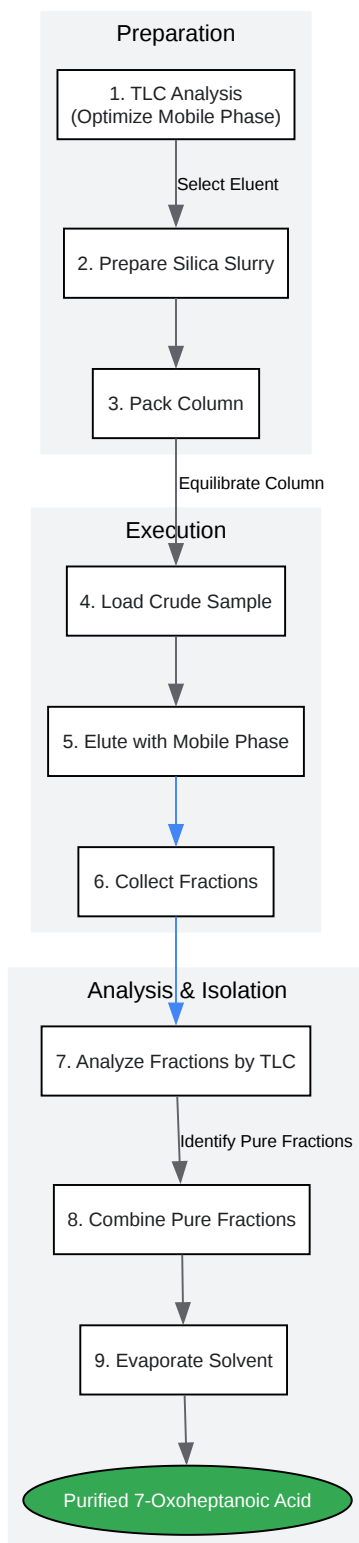 Preparation
1. TLC Analysis
(Optimize Mobile Phase)
Select Eluent
2. Prepare Silica Slurry
3. Pack Column
Equilibrate Column
Execution
4. Load Crude Sample
5. Elute with Mobile Phase
6. Collect Fractions
Analysis & Isolation
7. Analyze Fractions by TLC
Identify Pure Fractions
8. Combine Pure Fractions
9. Evaporate Solvent
Purified 7-Oxoheptanoic Acid